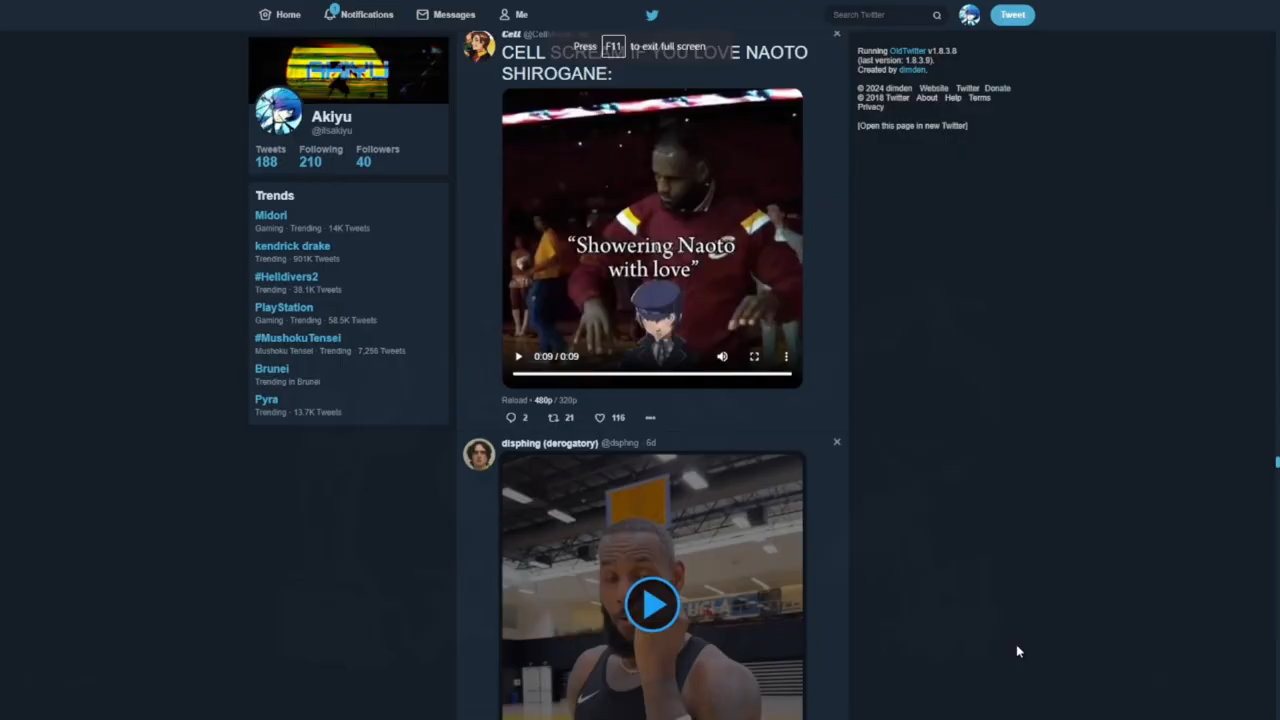 Home
Notifications
Messages
Me
Search Twitter
Tweet
Press F11 to exit full screen
Akiyu
@itsakiyu
Tweets
Following
Followers
188
210
40
Trends
Midori
Gaming · Trending · 14K Tweets
kendrick drake
Trending · 901K Tweets
#Helldivers2
Trending · 38.1K Tweets
PlayStation
Gaming · Trending · 58.5K Tweets
#MushokuTensei
Mushoku Tensei · Trending · 7,256 Tweets
Brunei
Trending in Brunei
Pyra
Trending · 13.7K Tweets
Cell
CELL SCREAM IF YOU LOVE NAOTO
SHIROGANE:
“Showering Naoto
with love”
0:09 / 0:09
Reload • 480p / 320p
2
21
116
disphing (derogatory) @disphng · 6d
Running OldTwitter v1.8.3.8
(last version: 1.8.3.9).
Created by dimden.
© 2024 dimden Website Twitter Donate
© 2018 Twitter About Help Terms
Privacy
[Open this page in new Twitter]